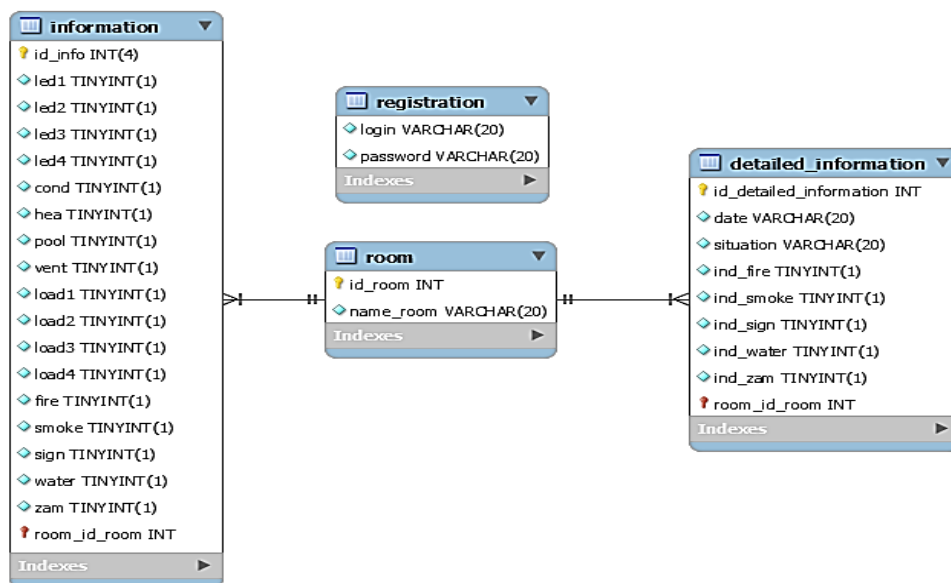 information
id_info INT(4)
led1 TINYINT(1)
led2 TINYINT(1)
led3 TINYINT(1)
led4 TINYINT(1)
cond TINYINT(1)
hea TINYINT(1)
pool TINYINT(1)
vent TINYINT(1)
load1 TINYINT(1)
load2 TINYINT(1)
load3 TINYINT(1)
load4 TINYINT(1)
fire TINYINT(1)
smoke TINYINT(1)
sign TINYINT(1)
water TINYINT(1)
zam TINYINT(1)
room_id_room INT
Indexes
registration
login VARCHAR(20)
password VARCHAR(20)
Indexes
room
id_room INT
name_room VARCHAR(20)
Indexes
detailed_information
id_detailed_information INT
date VARCHAR(20)
situation VARCHAR(20)
ind_fire TINYINT(1)
ind_smoke TINYINT(1)
ind_sign TINYINT(1)
ind_water TINYINT(1)
ind_zam TINYINT(1)
room_id_room INT
Indexes